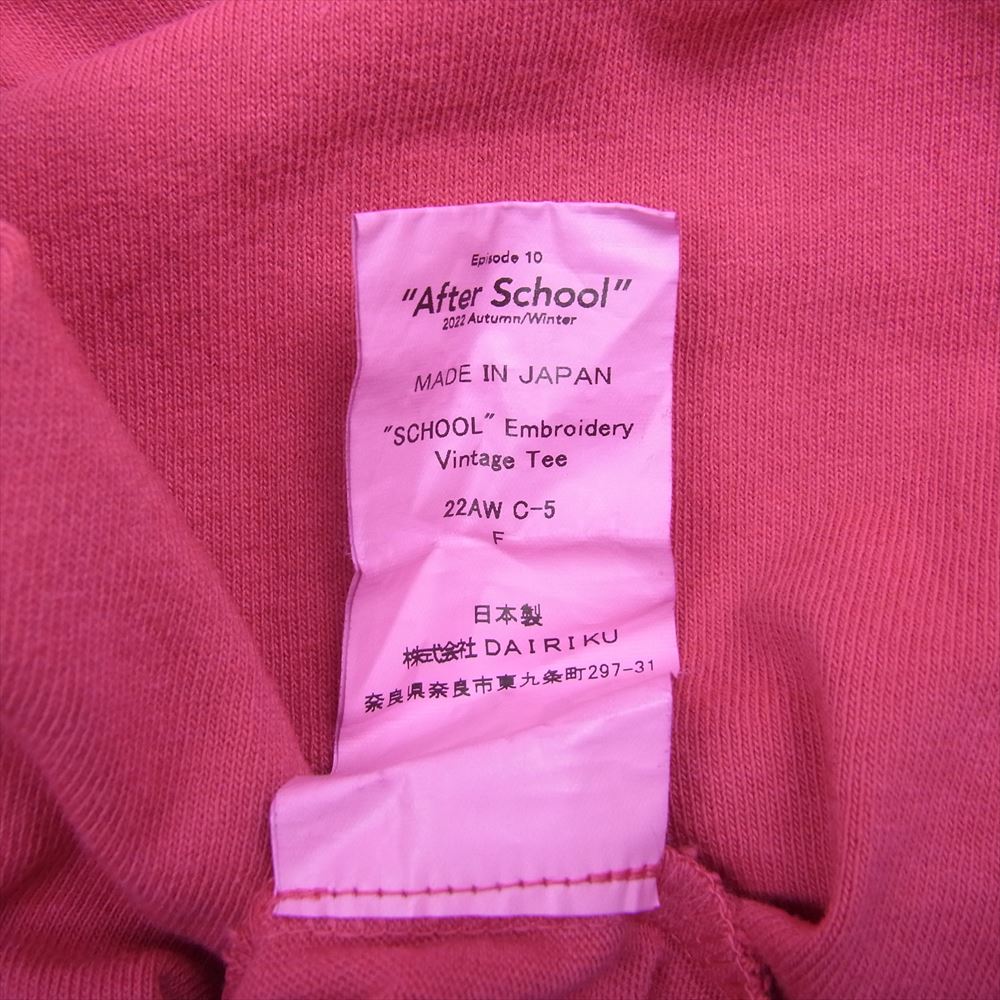 Episode 10
"After School"
2022 Autumn/Winter
MADE IN JAPAN
"SCHOOL" Embroidery
Vintage Tee
22AW C-5
F
日本製
株式会社 DAIRIKU
奈良県奈良市東九条町297-31